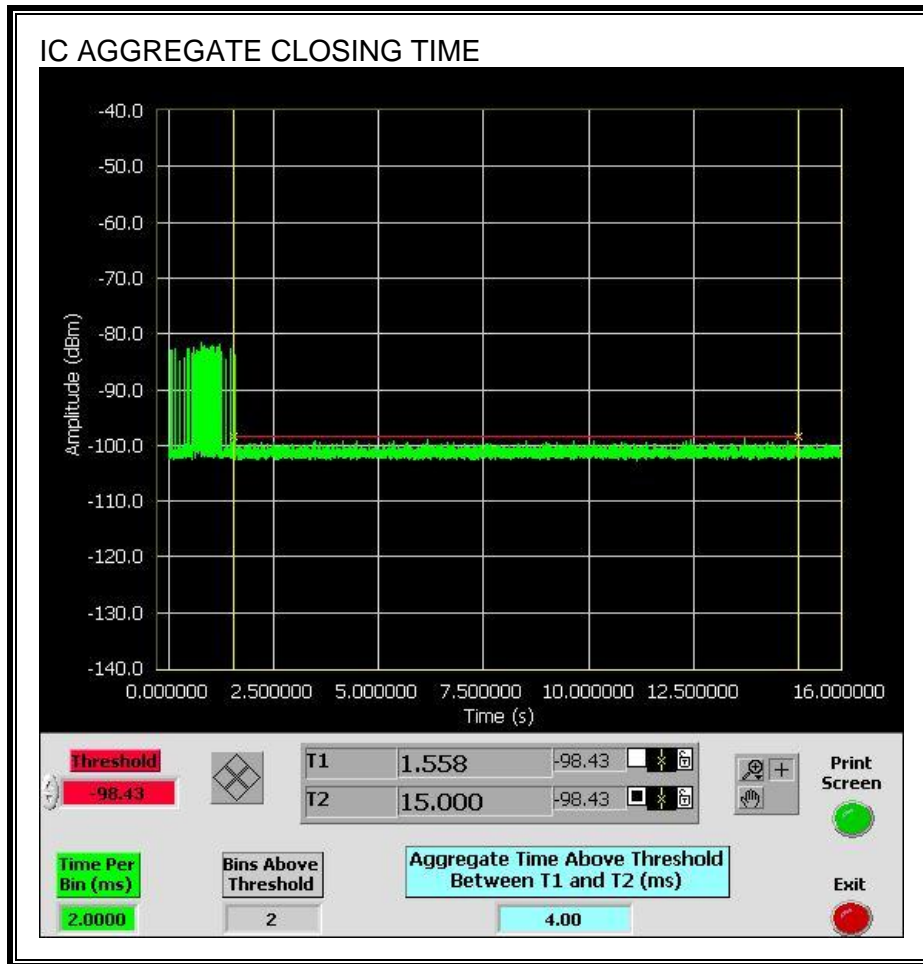 IC AGGREGATE CLOSING TIME
-40.0
-50.0
-60.0
-70.0
-80.0
-90.0
-100.0
-110.0
-120.0
-130.0
-140.0
Amplitude (dBm)
0.000000 2.500000 5.000000 7.500000 10.000000 12.500000 16.000000
Time (s)
Threshold
-98.43
T1 1.558 -98.43
T2 15.000 -98.43
Print
Screen
Time Per
Bin (ms)
2.0000
Bins Above
Threshold
2
Aggregate Time Above Threshold
Between T1 and T2 (ms)
4.00
Exit